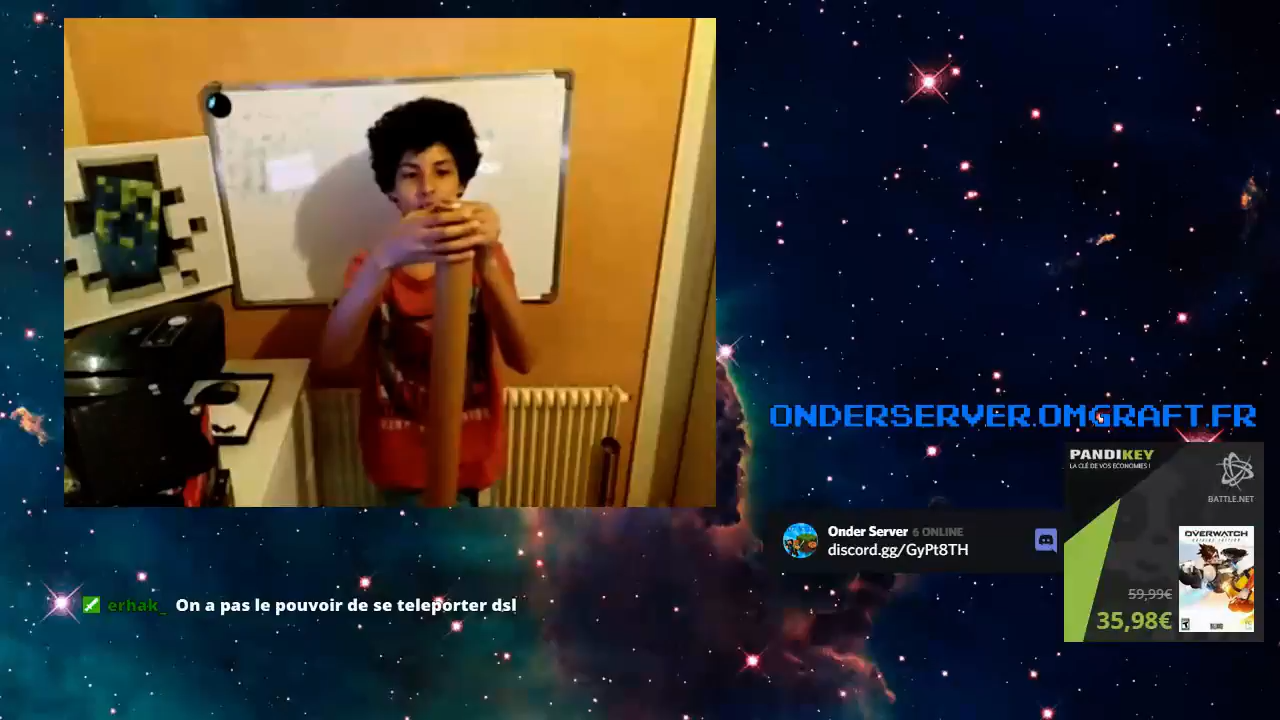 ONDERSERVER.OMGRAFT.FR
PANDIKEY
LA CLÉ DE VOS ECONOMIES !
BATTLE.NET
OVERWATCH
59,99€
35,98€
Onder Server 6 ONLINE
discord.gg/GyPt8TH
erhak_ On a pas le pouvoir de se teleporter dsl